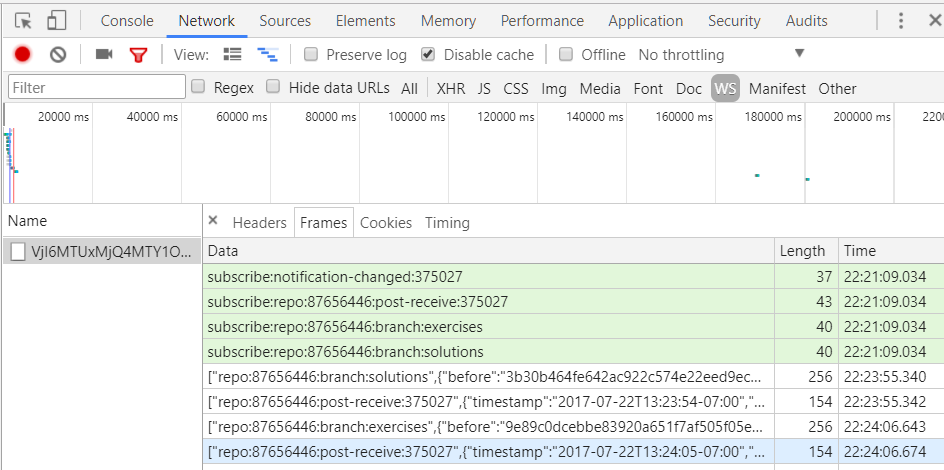 Console Network Sources Elements Memory Performance Application Security Audits
View: Preserve log Disable cache Offline No throttling
Filter Regex Hide data URLs All XHR JS CSS Img Media Font Doc WS Manifest Other
20000 ms 40000 ms 60000 ms 80000 ms 100000 ms 120000 ms 140000 ms 160000 ms 180000 ms 200000 ms 2200
Name × Headers Frames Cookies Timing
VjI6MTUxMjQ4MTY1O...
Data Length Time
subscribe:notification-changed:375027 37 22:21:09.034
subscribe:repo:87656446:post-receive:375027 43 22:21:09.034
subscribe:repo:87656446:branch:exercises 40 22:21:09.034
subscribe:repo:87656446:branch:solutions 40 22:21:09.034
["repo:87656446:branch:solutions",{"before":"3b30b464fe642ac922c574e22eed9ec... 256 22:23:55.340
["repo:87656446:post-receive:375027",{"timestamp":"2017-07-22T13:23:54-07:00","... 154 22:23:55.342
["repo:87656446:branch:exercises",{"before":"9e89c0dcebbe83920a651f7af505f05e... 256 22:24:06.643
["repo:87656446:post-receive:375027",{"timestamp":"2017-07-22T13:24:05-07:00","... 154 22:24:06.674